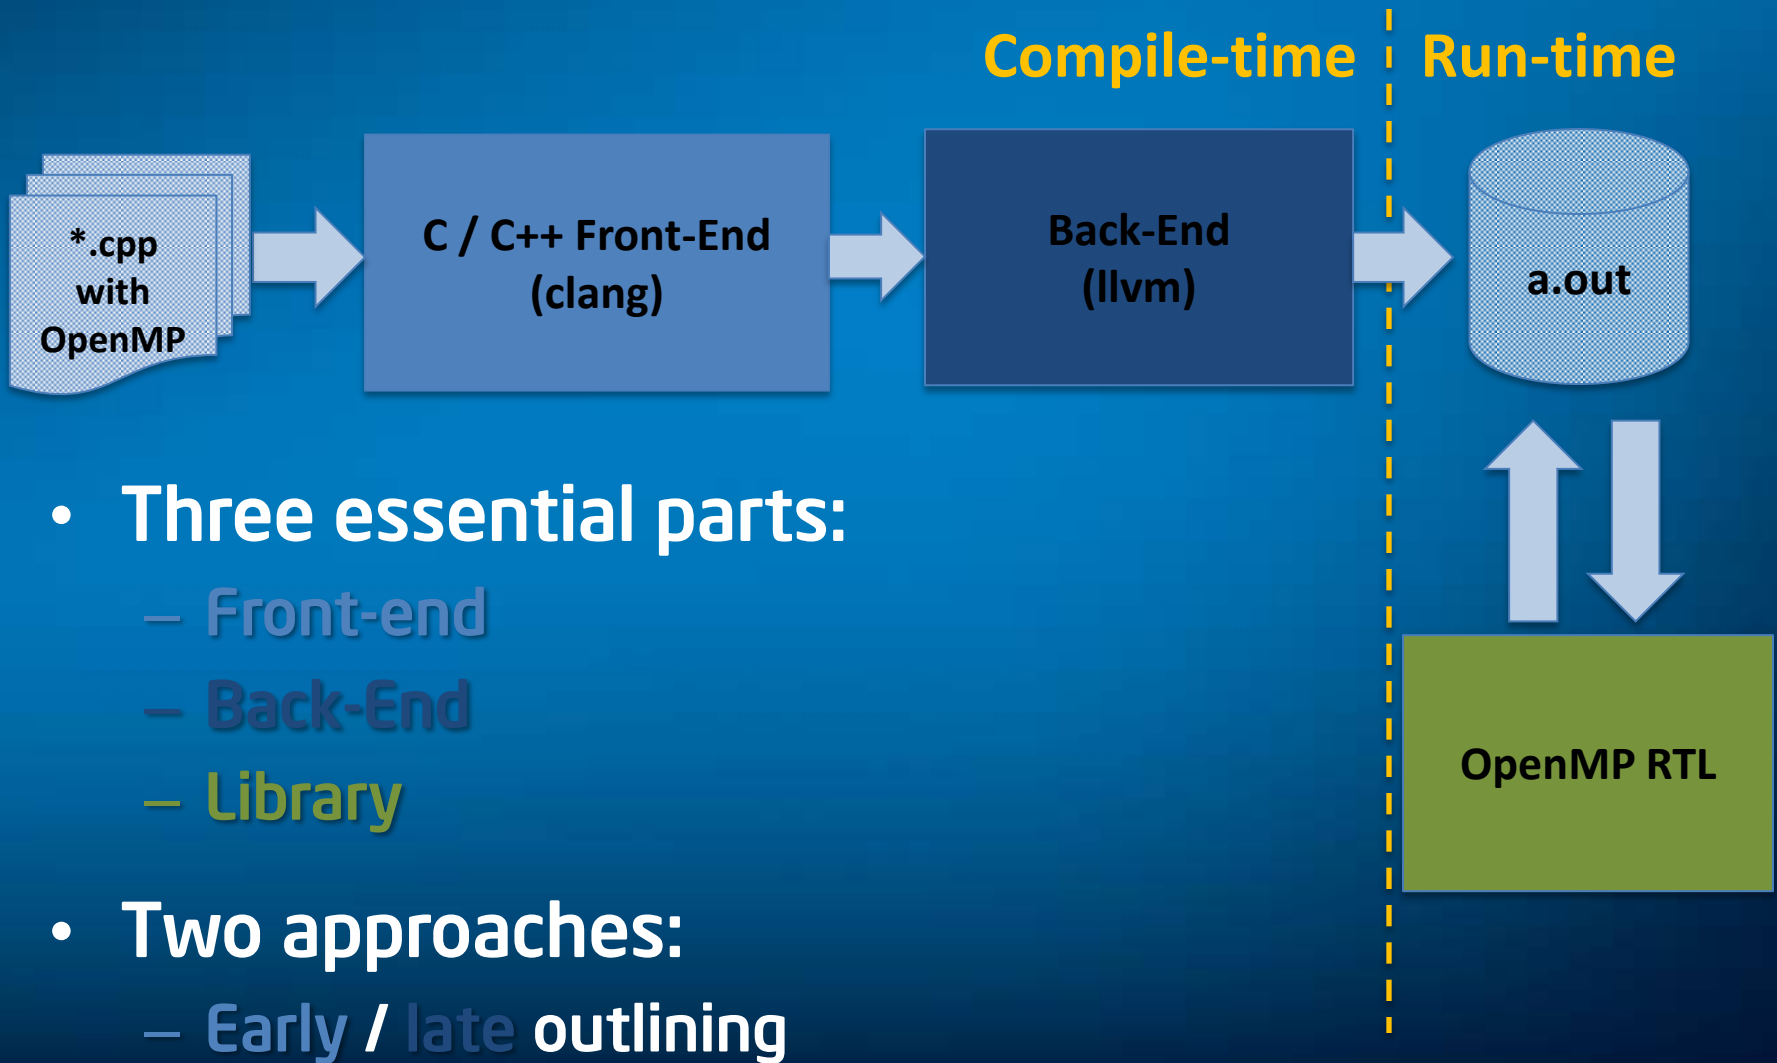 Compile-time
Run-time
*.cpp
with
OpenMP
C / C++ Front-End
(clang)
Back-End
(llvm)
a.out
• Three essential parts:
– Front-end
– Back-End
– Library
OpenMP RTL
• Two approaches:
– Early / late outlining